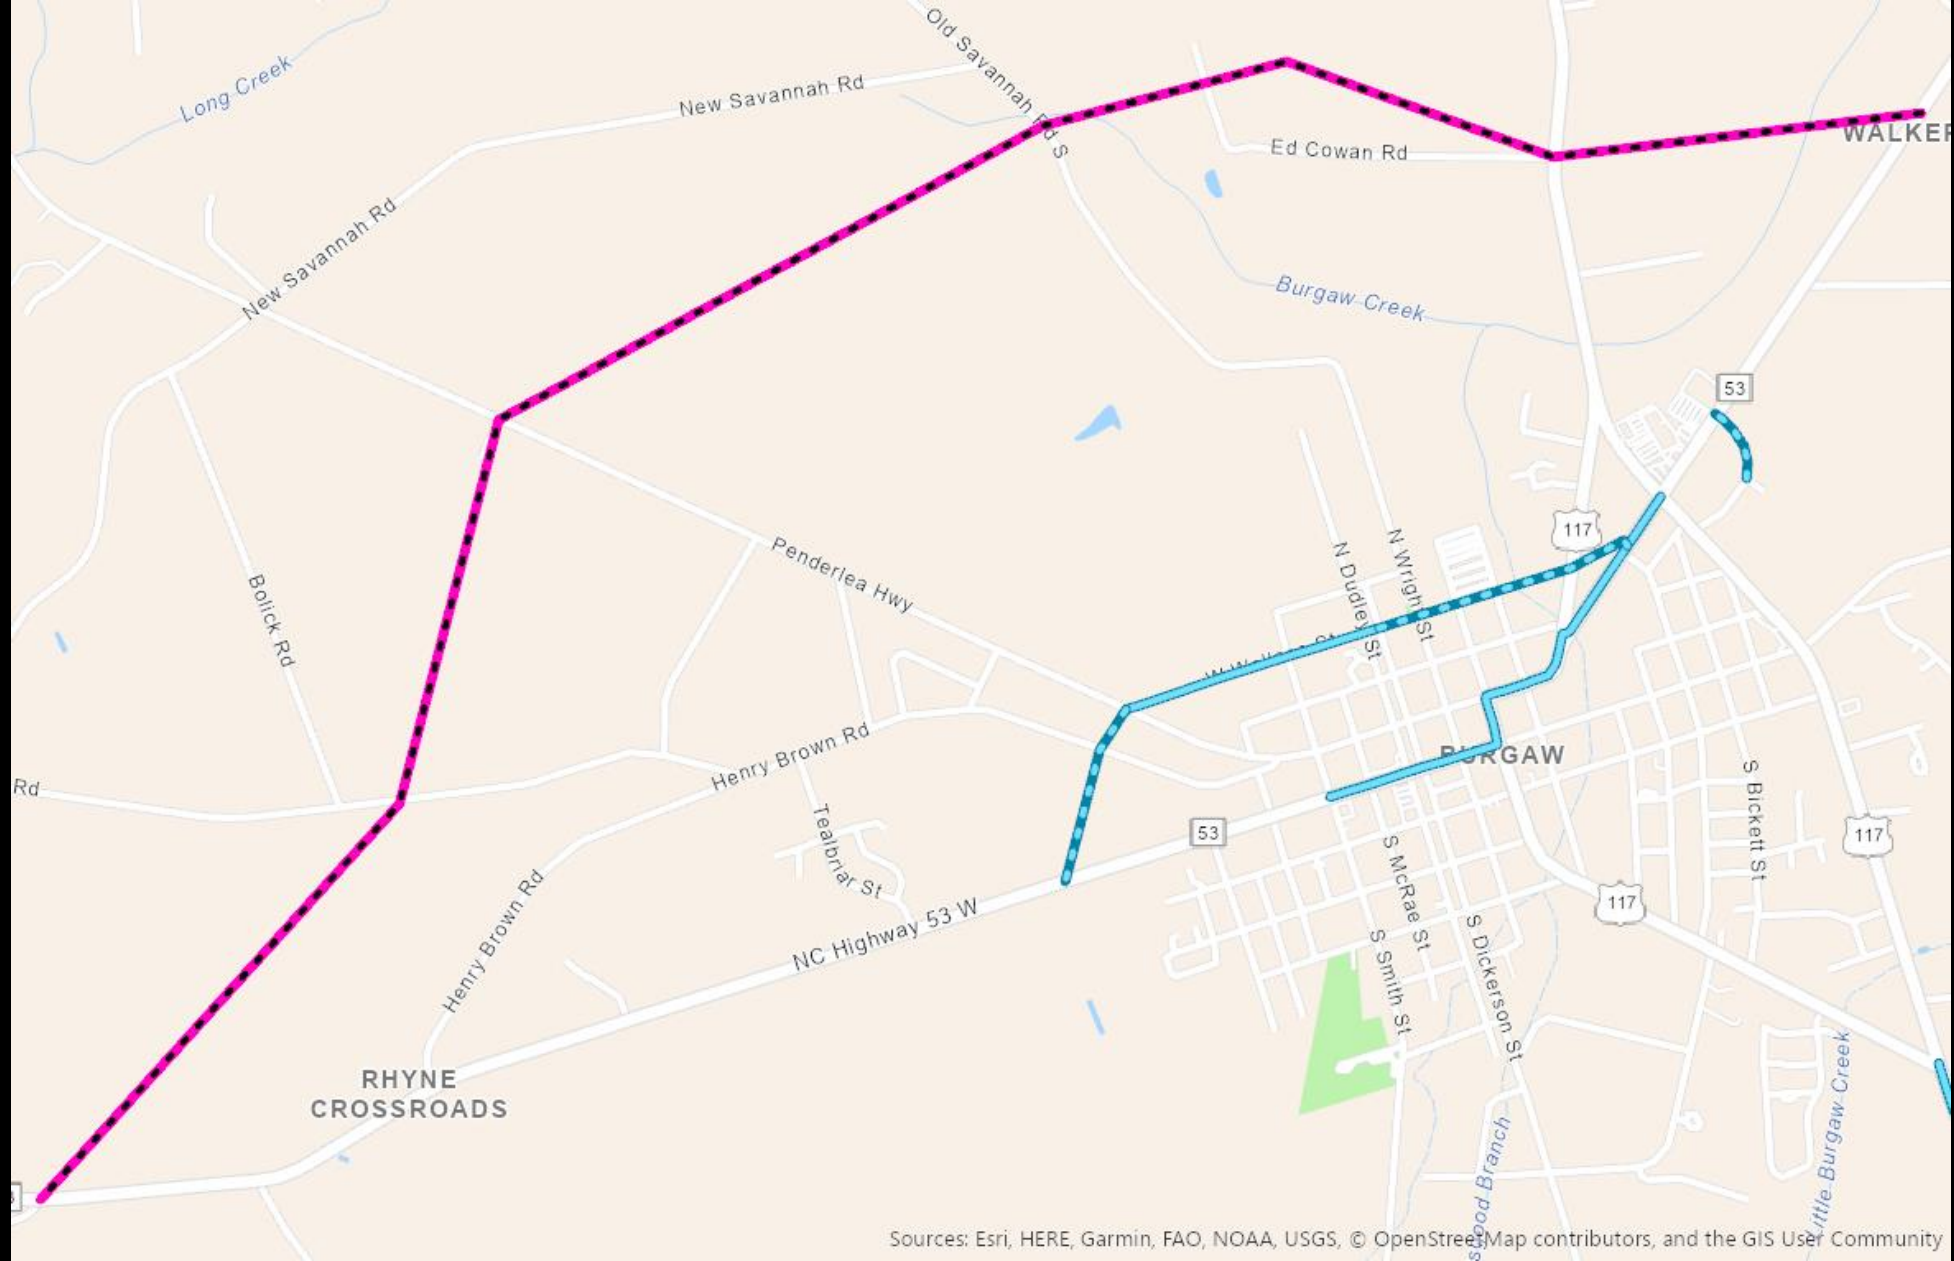 Old Savannah Rd S
Long Creek
New Savannah Rd
WALKER
Ed Cowan Rd
New Savannah Rd
Burgaw Creek
53
117
Penderlea Hwy
N Dudley St
N Wright St
Bolick Rd
BURGAW
Henry Brown Rd
Rd
S Bickett St
53
117
Tealbriar St
S McRae St
117
Henry Brown Rd
NC Highway 53 W
S Smith St
S Dickerson St
RHYNE
CROSSROADS
Little Burgaw Creek
Branch
Sources: Esri, HERE, Garmin, FAO, NOAA, USGS, © OpenStreetMap contributors, and the GIS User Community